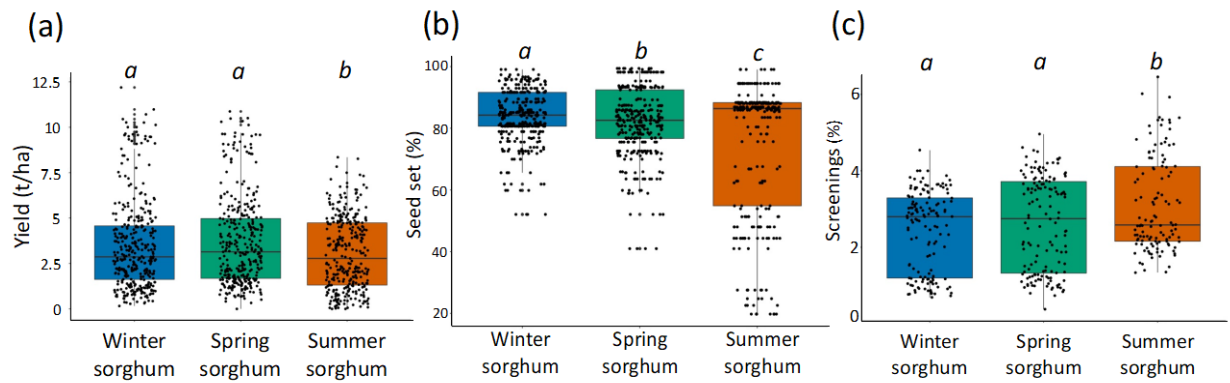 (a)
Yield (t/ha)
12.5
10
7.5
5
2.5
0
a
a
b
Winter sorghum
Spring sorghum
Summer sorghum
(b)
Seed set (%)
100
80
60
40
20
a
b
c
Winter sorghum
Spring sorghum
Summer sorghum
(c)
Screenings (%)
6
4
2
0
a
a
b
Winter sorghum
Spring sorghum
Summer sorghum